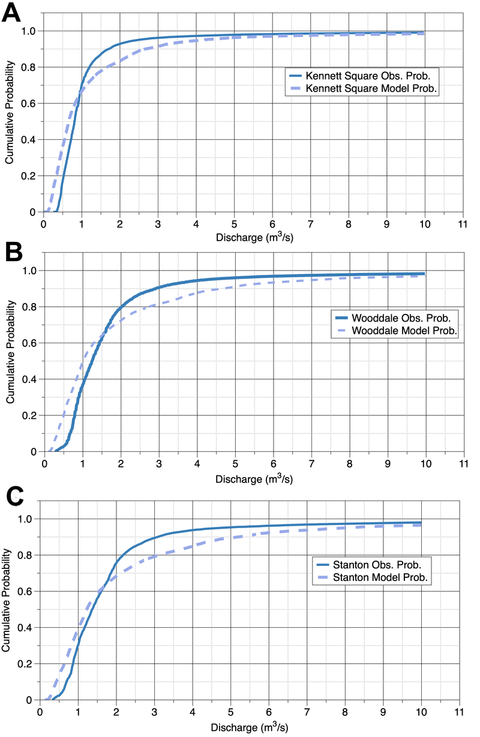 A
1.0
0.8
0.6
0.4
0.2
0
Cumulative Probability
Kennett Square Obs. Prob.
Kennett Square Model Prob.
0 1 2 3 4 5 6 7 8 9 10 11
Discharge (m³/s)
B
1.0
0.8
0.6
0.4
0.2
0
Cumulative Probability
Wooddale Obs. Prob.
Wooddale Model Prob.
0 1 2 3 4 5 6 7 8 9 10 11
Discharge (m³/s)
C
1.0
0.8
0.6
0.4
0.2
0
Cumulative Probability
Stanton Obs. Prob.
Stanton Model Prob.
0 1 2 3 4 5 6 7 8 9 10 11
Discharge (m³/s)